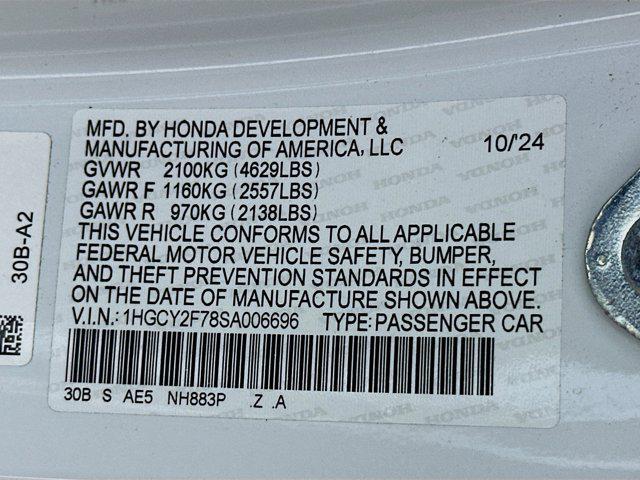 MFD. BY HONDA DEVELOPMENT &
MANUFACTURING OF AMERICA, LLC 10/'24
GVWR 2100KG (4629LBS)
GAWR F 1160KG (2557LBS)
GAWR R 970KG (2138LBS)
THIS VEHICLE CONFORMS TO ALL APPLICABLE
FEDERAL MOTOR VEHICLE SAFETY, BUMPER,
AND THEFT PREVENTION STANDARDS IN EFFECT
ON THE DATE OF MANUFACTURE SHOWN ABOVE.
V.I.N.: 1HGCY2F78SA006696 TYPE: PASSENGER CAR
30B S AE5 NH883P .Z .A
30B-A2